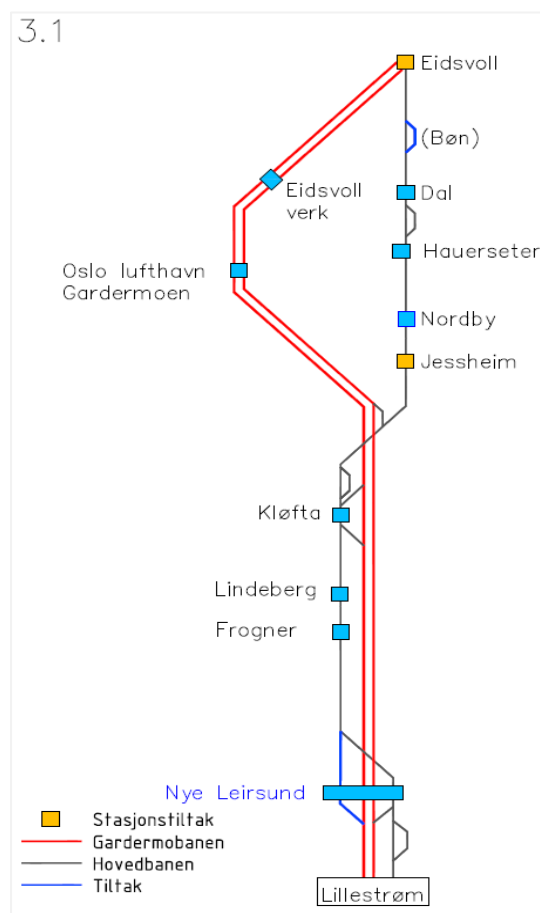 3.1
Eidsvoll
(Bøn)
Eidsvoll
verk
Dal
Oslo lufthavn
Gardermoen
Hauerseter
Nordby
Jessheim
Kløfta
Lindeberg
Frogner
Nye Leirsund
Stasjonstiltak
Gardermobanen
Hovedbanen
Tiltak
Lillestrøm